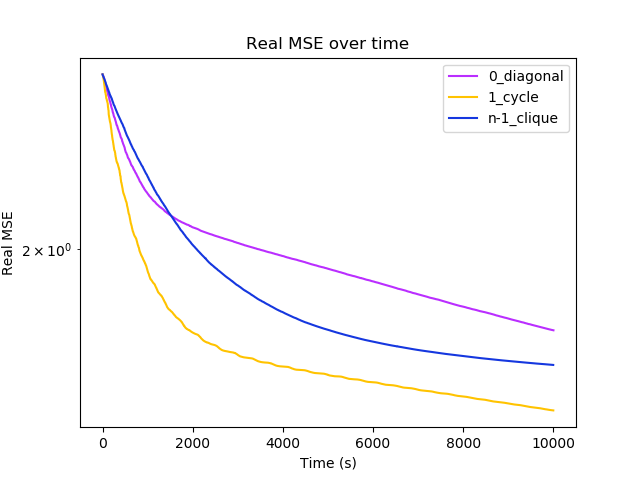 Real MSE over time
0_diagonal
1_cycle
n-1_clique
Real MSE
2 × 10⁰
0 2000 4000 6000 8000 10000
Time (s)